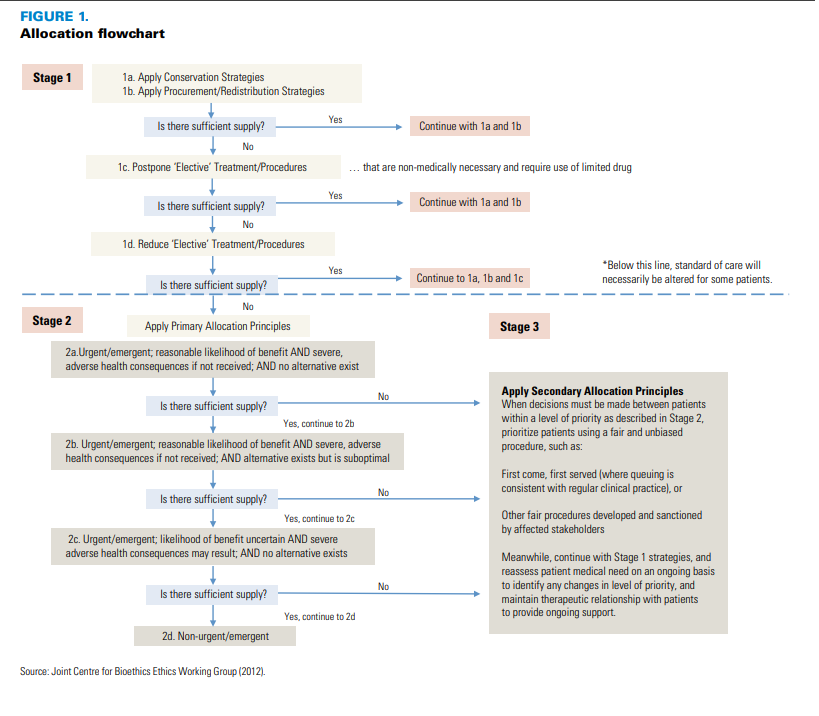 FIGURE 1.
Allocation flowchart
Stage 1
1a. Apply Conservation Strategies
1b. Apply Procurement/Redistribution Strategies
Is there sufficient supply?
Yes
Continue with 1a and 1b
No
1c. Postpone ‘Elective’ Treatment/Procedures
… that are non-medically necessary and require use of limited drug
Is there sufficient supply?
Yes
Continue with 1a and 1b
No
1d. Reduce ‘Elective’ Treatment/Procedures
Is there sufficient supply?
Yes
Continue to 1a, 1b and 1c
*Below this line, standard of care will
necessarily be altered for some patients.
No
Stage 2
Apply Primary Allocation Principles
2a.Urgent/emergent; reasonable likelihood of benefit AND severe,
adverse health consequences if not received; AND no alternative exist
Is there sufficient supply?
No
Yes, continue to 2b
2b. Urgent/emergent; reasonable likelihood of benefit AND severe, adverse
health consequences if not received; AND alternative exists but is suboptimal
Is there sufficient supply?
No
Yes, continue to 2c
2c. Urgent/emergent; likelihood of benefit uncertain AND severe
adverse health consequences may result; AND no alternative exists
Is there sufficient supply?
No
Yes, continue to 2d
2d. Non-urgent/emergent
Stage 3
Apply Secondary Allocation Principles
When decisions must be made between patients
within a level of priority as described in Stage 2,
prioritize patients using a fair and unbiased
procedure, such as:
First come, first served (where queuing is
consistent with regular clinical practice), or
Other fair procedures developed and sanctioned
by affected stakeholders
Meanwhile, continue with Stage 1 strategies, and
reassess patient medical need on an ongoing basis
to identify any changes in level of priority, and
maintain therapeutic relationship with patients
to provide ongoing support.
Source: Joint Centre for Bioethics Ethics Working Group (2012).